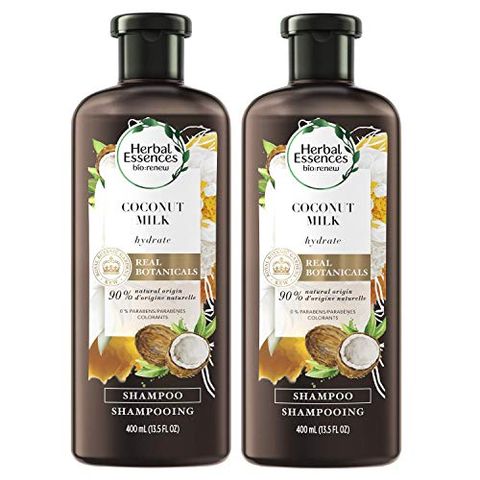 Herbal
Essences
bio:renew
COCONUT
MILK
hydrate
REAL
BOTANICALS
90% natural origin
d'origine naturelle
0% PARABENS/PARABÈNES
COLORANTS
SHAMPOO
SHAMPOOING
400 mL (13.5 FL OZ)
Herbal
Essences
bio:renew
COCONUT
MILK
hydrate
REAL
BOTANICALS
90% natural origin
d'origine naturelle
0% PARABENS/PARABÈNES
COLORANTS
SHAMPOO
SHAMPOOING
400 mL (13.5 FL OZ)